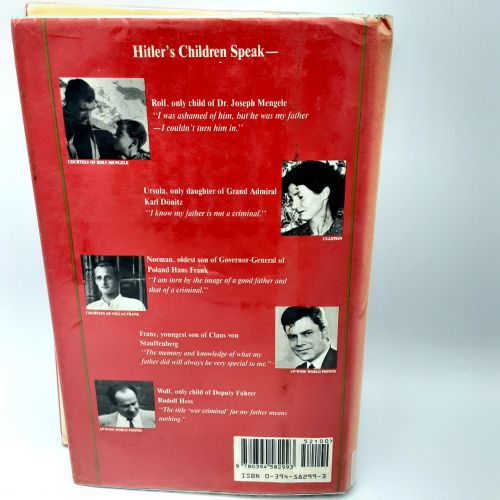 Hitler's Children Speak—
Rolf, only child of Dr. Joseph Mengele
"I was ashamed of him, but he was my father
—I couldn't turn him in."
COURTESY OF ROLF MENGELE
Ursula, only daughter of Grand Admiral
Karl Dönitz
"I know my father is not a criminal."
ULLSTEIN
Norman, oldest son of Governor-General of
Poland Hans Frank
"I am torn by the image of a good father and
that of a criminal."
COURTESY OF NIKLAS FRANK
Franz, youngest son of Claus von
Stauffenberg
"The memory and knowledge of what my
father did will always be very special to me."
AP/WIDE WORLD PHOTOS
Wolf, only child of Deputy Fuhrer
Rudolf Hess
"The title 'war criminal' for my father means
nothing."
AP/WIDE WORLD PHOTOS
52100
9 780394 582993
ISBN 0-394-58299-3